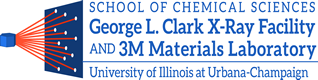 SCHOOL OF CHEMICAL SCIENCES
George L. Clark X-Ray Facility
AND 3M Materials Laboratory
University of Illinois at Urbana-Champaign